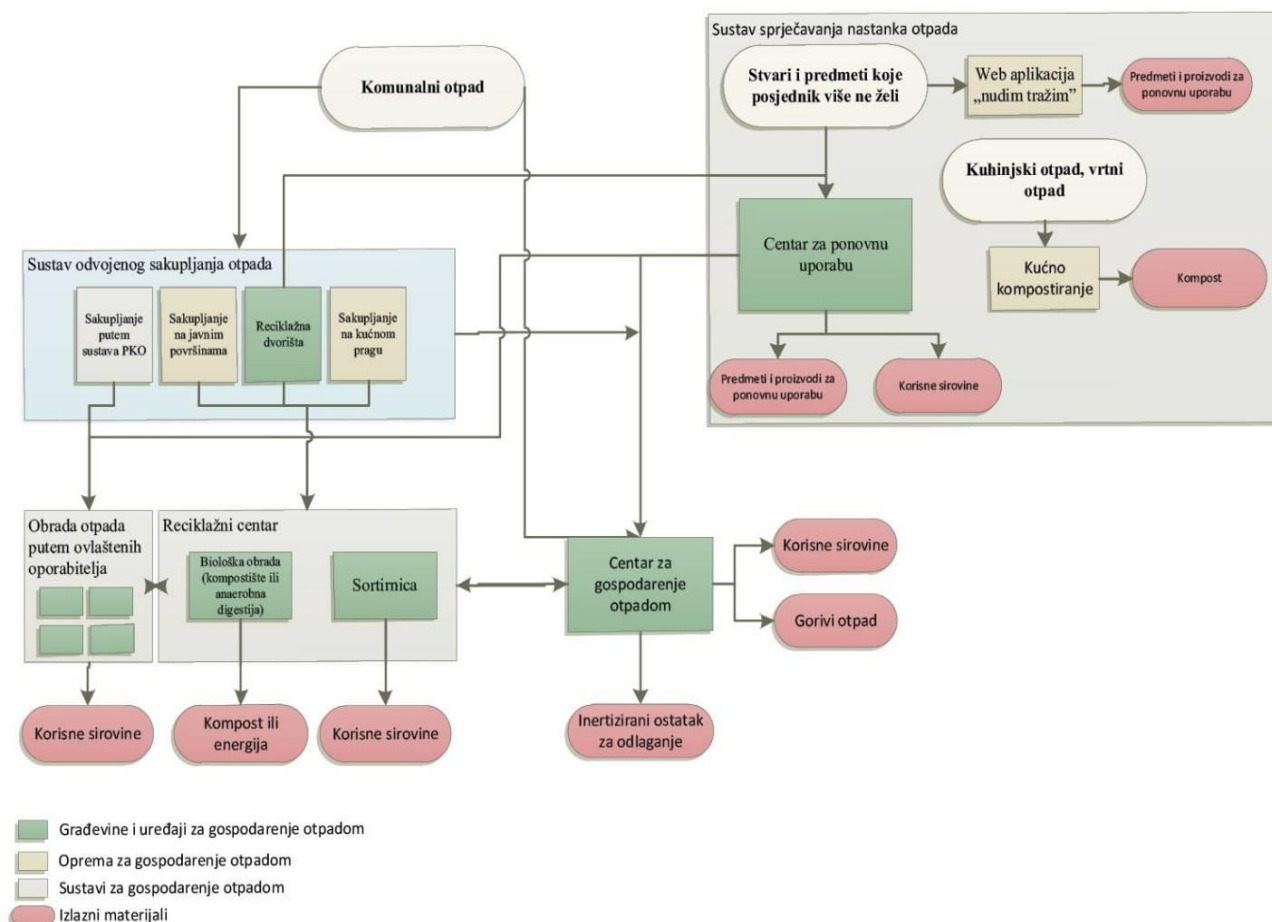 Sustav sprječavanja nastanka otpada
Komunalni otpad
Stvari i predmeti koje
posjednik više ne želi
Web aplikacija
„nudim tražim”
Predmeti i proizvodi za
ponovnu uporabu
Kuhinjski otpad, vrtni
otpad
Centar za ponovnu
uporabu
Kućno
kompostiranje
Kompost
Predmeti i proizvodi za
ponovnu uporabu
Korisne sirovine
Sustav odvojenog sakupljanja otpada
Sakupljanje
putem
sustava PKO
Sakupljanje
na javnim
površinama
Reciklažna
dvorišta
Sakupljanje
na kućnom
pragu
Obrada otpada
putem ovlaštenih
oporabitelja
Reciklažni centar
Biološka obrada
(kompostište ili
anaerobna
digestija)
Sortirnica
Centar za
gospodarenje
otpadom
Korisne sirovine
Gorivi otpad
Korisne sirovine
Kompost ili
energija
Korisne sirovine
Inertizirani ostatak
za odlaganje
Građevine i uređaji za gospodarenje otpadom
Oprema za gospodarenje otpadom
Sustavi za gospodarenje otpadom
Izlazni materijali